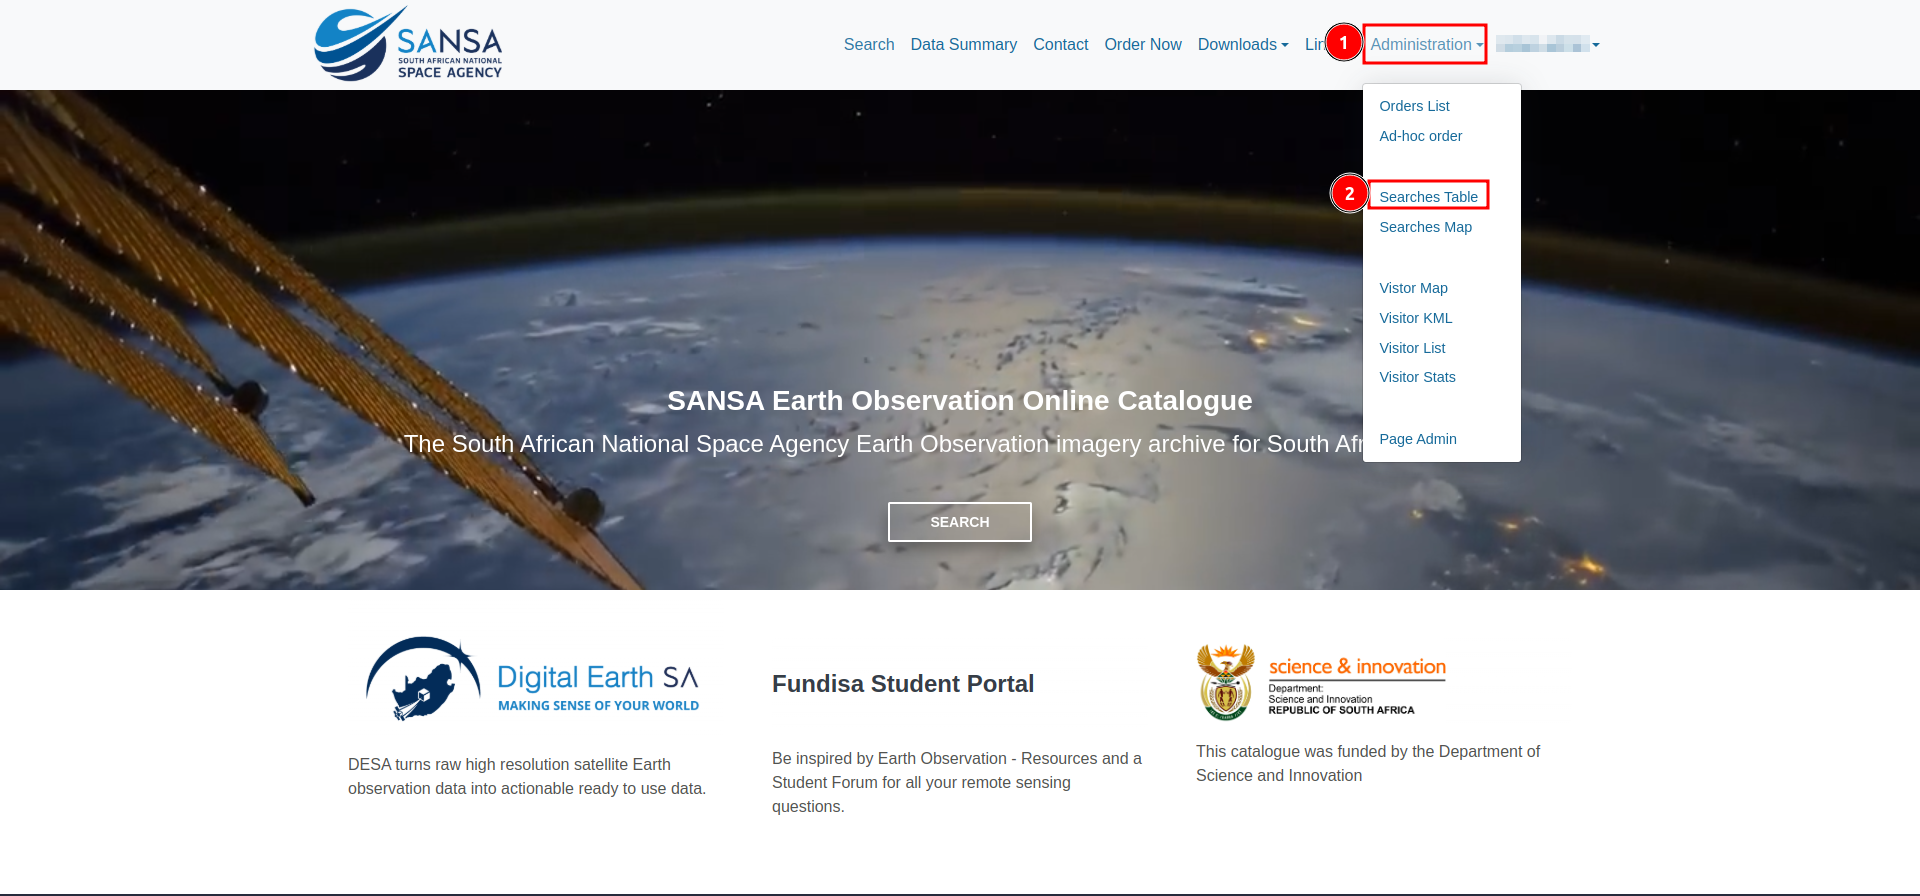 SANSA
SOUTH AFRICAN NATIONAL
SPACE AGENCY
Search Data Summary Contact Order Now Downloads Lin 1 Administration
Orders List
Ad-hoc order
2 Searches Table
Searches Map
Vistor Map
Visitor KML
Visitor List
Visitor Stats
Page Admin
SANSA Earth Observation Online Catalogue
The South African National Space Agency Earth Observation imagery archive for South Afr
SEARCH
Digital Earth SA
MAKING SENSE OF YOUR WORLD
DESA turns raw high resolution satellite Earth
observation data into actionable ready to use data.
Fundisa Student Portal
Be inspired by Earth Observation - Resources and a
Student Forum for all your remote sensing
questions.
science & innovation
Department:
Science and Innovation
REPUBLIC OF SOUTH AFRICA
This catalogue was funded by the Department of
Science and Innovation